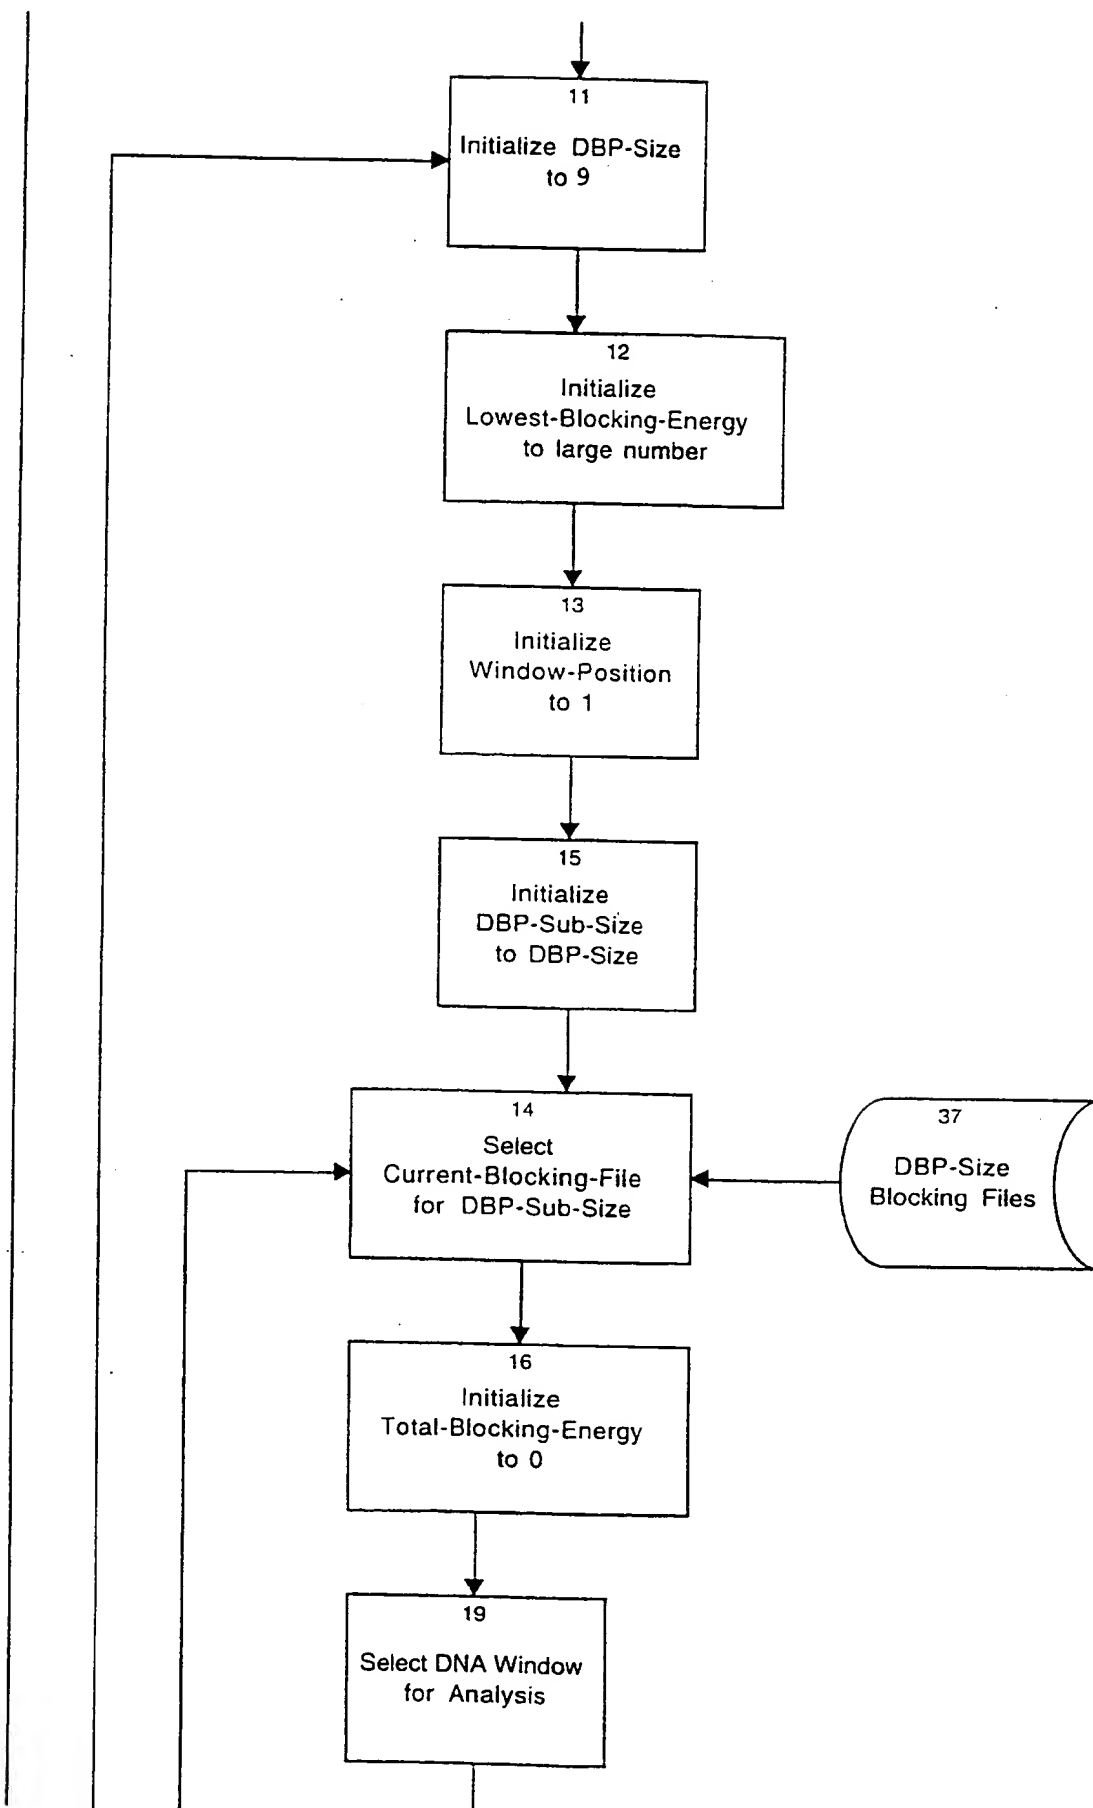 11
Initialize DBP-Size
to 9
12
Initialize
Lowest-Blocking-Energy
to large number
13
Initialize
Window-Position
to 1
15
Initialize
DBP-Sub-Size
to DBP-Size
14
Select
Current-Blocking-File
for DBP-Sub-Size
37
DBP-Size
Blocking Files
16
Initialize
Total-Blocking-Energy
to 0
19
Select DNA Window
for Analysis